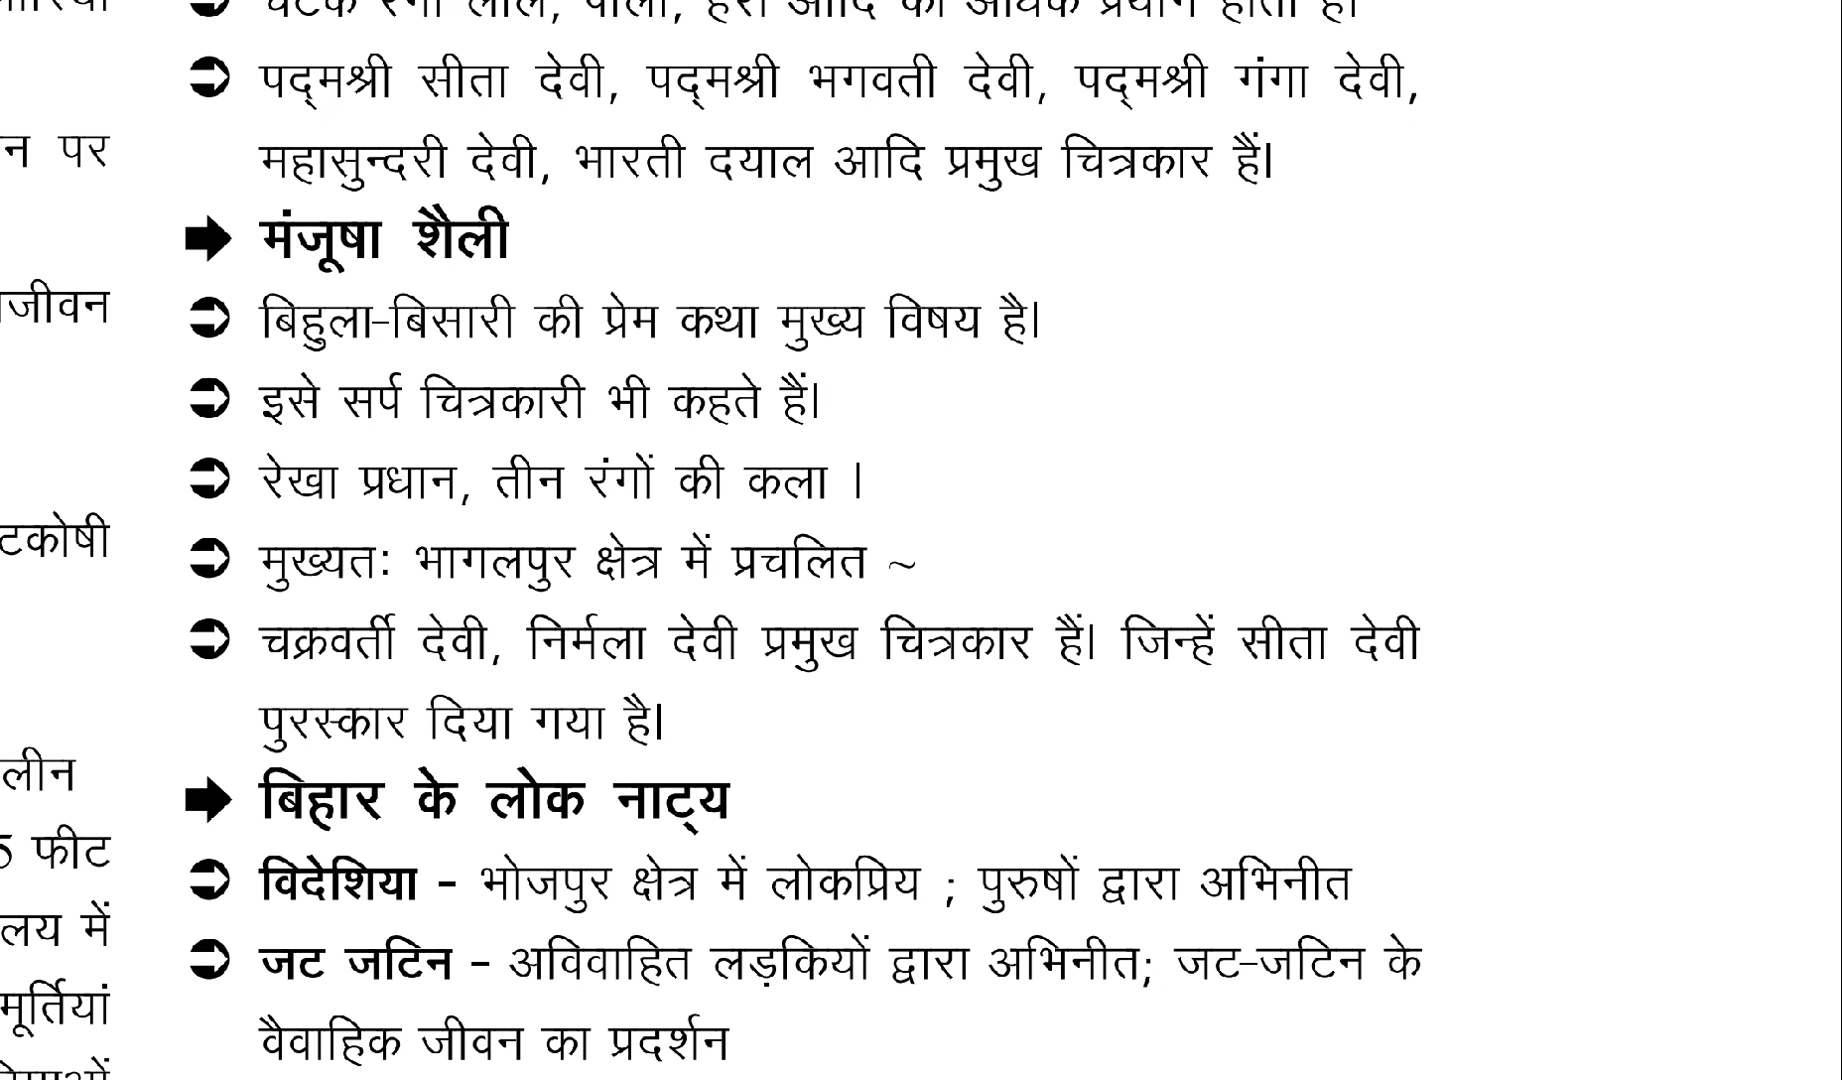 पद्मश्री सीता देवी, पद्मश्री भगवती देवी, पद्मश्री गंगा देवी,
महासुन्दरी देवी, भारती दयाल आदि प्रमुख चित्रकार हैं।
मंजूषा शैली
बिहुला-बिसारी की प्रेम कथा मुख्य विषय है।
इसे सर्प चित्रकारी भी कहते हैं।
रेखा प्रधान, तीन रंगों की कला ।
मुख्यतः भागलपुर क्षेत्र में प्रचलित ~
चक्रवर्ती देवी, निर्मला देवी प्रमुख चित्रकार हैं। जिन्हें सीता देवी
पुरस्कार दिया गया है।
बिहार के लोक नाट्य
विदेशिया - भोजपुर क्षेत्र में लोकप्रिय ; पुरुषों द्वारा अभिनीत
जट जटिन - अविवाहित लड़कियों द्वारा अभिनीत; जट-जटिन के
वैवाहिक जीवन का प्रदर्शन
पर
फीट
में
मूर्तियां